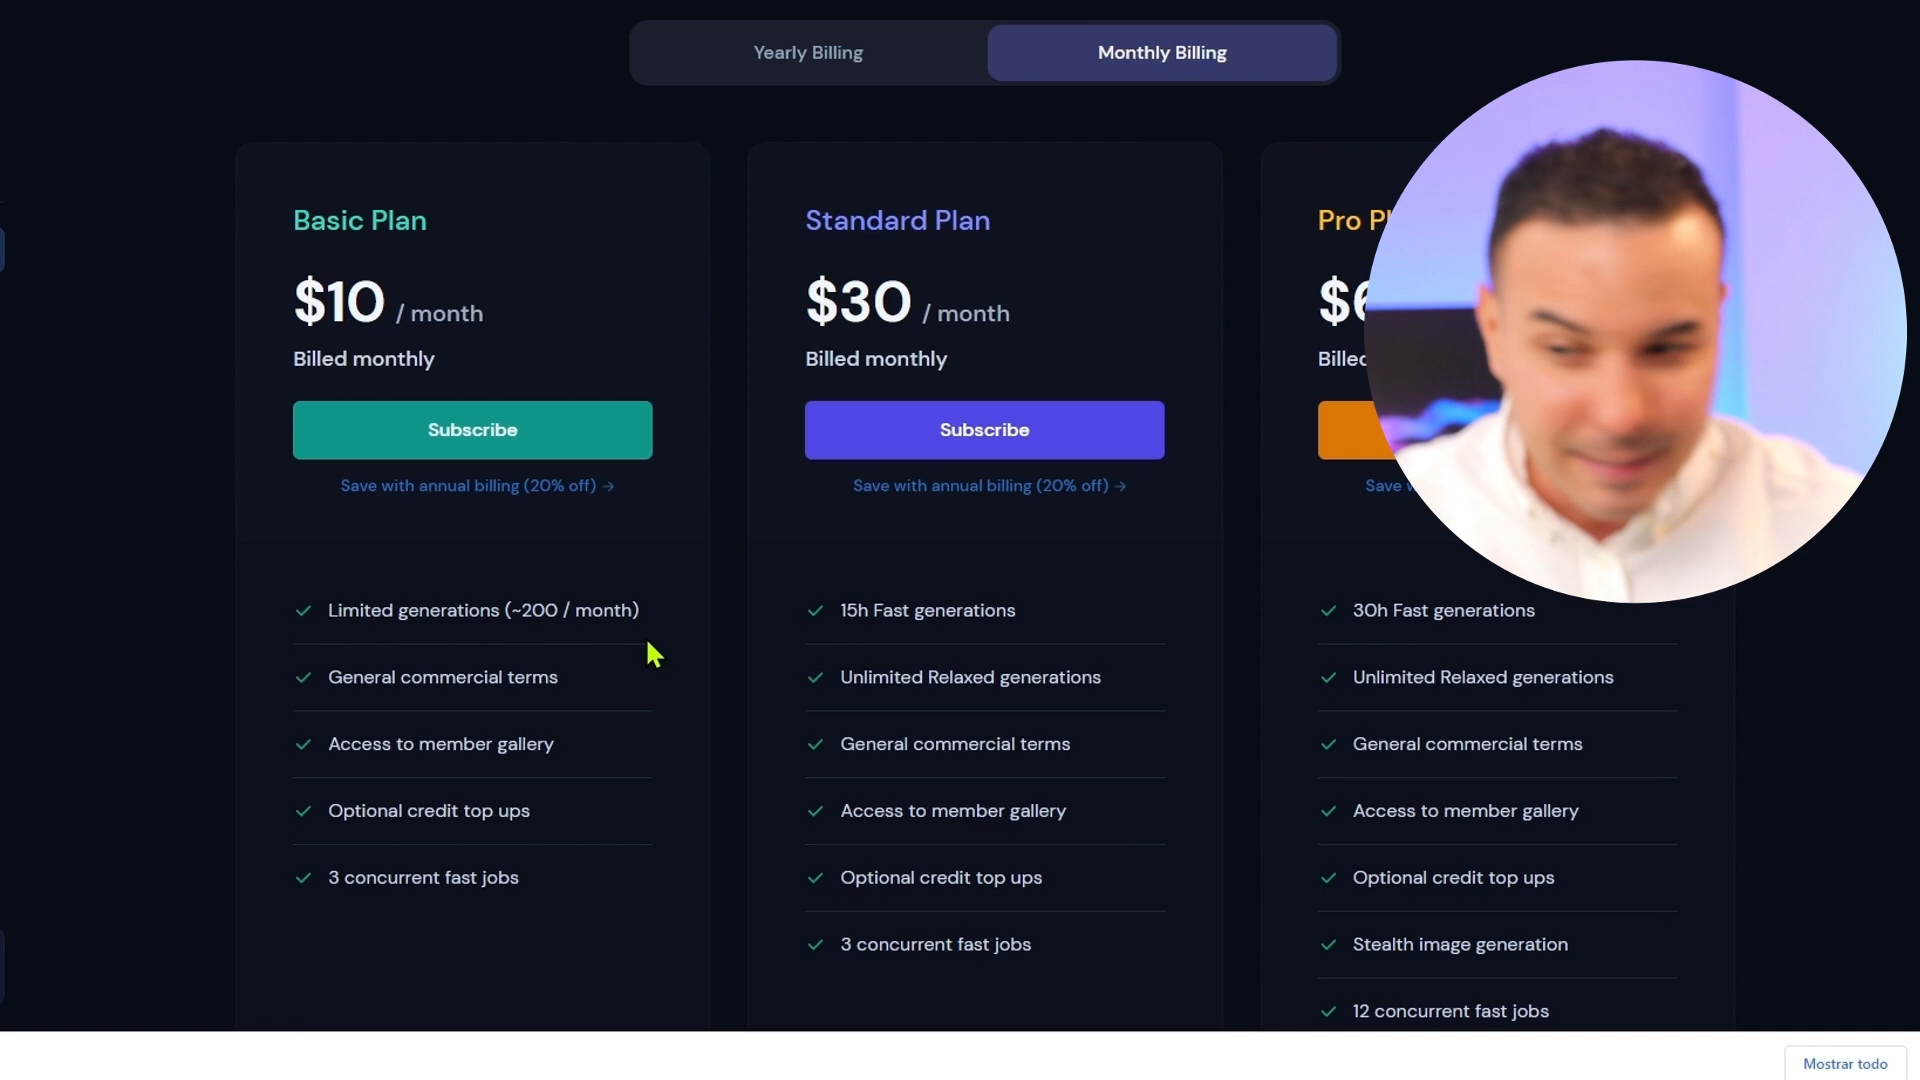 Yearly Billing
Monthly Billing
Basic Plan
$10 / month
Billed monthly
Subscribe
Save with annual billing (20% off) →
Limited generations (~200 / month)
General commercial terms
Access to member gallery
Optional credit top ups
3 concurrent fast jobs
Standard Plan
$30 / month
Billed monthly
Subscribe
Save with annual billing (20% off) →
15h Fast generations
Unlimited Relaxed generations
General commercial terms
Access to member gallery
Optional credit top ups
3 concurrent fast jobs
Pro
Save
30h Fast generations
Unlimited Relaxed generations
General commercial terms
Access to member gallery
Optional credit top ups
Stealth image generation
12 concurrent fast jobs
Mostrar todo